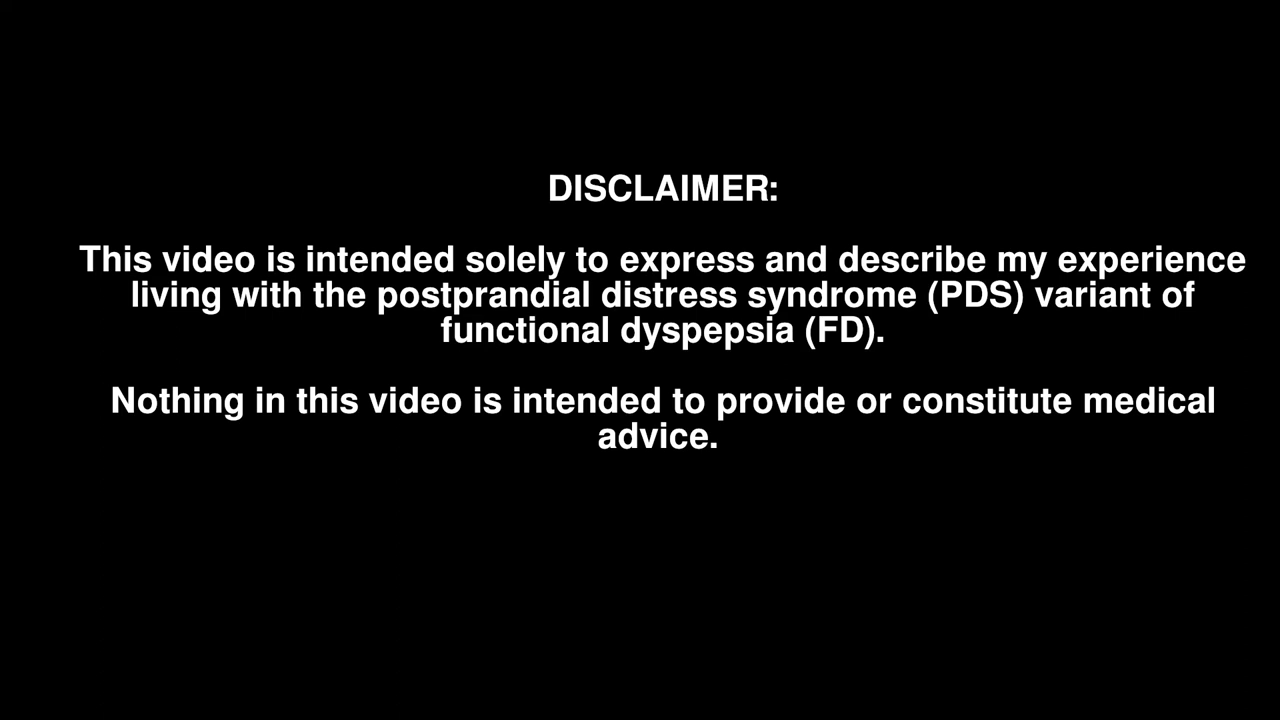 DISCLAIMER:
This video is intended solely to express and describe my experience
living with the postprandial distress syndrome (PDS) variant of
functional dyspepsia (FD).
Nothing in this video is intended to provide or constitute medical
advice.